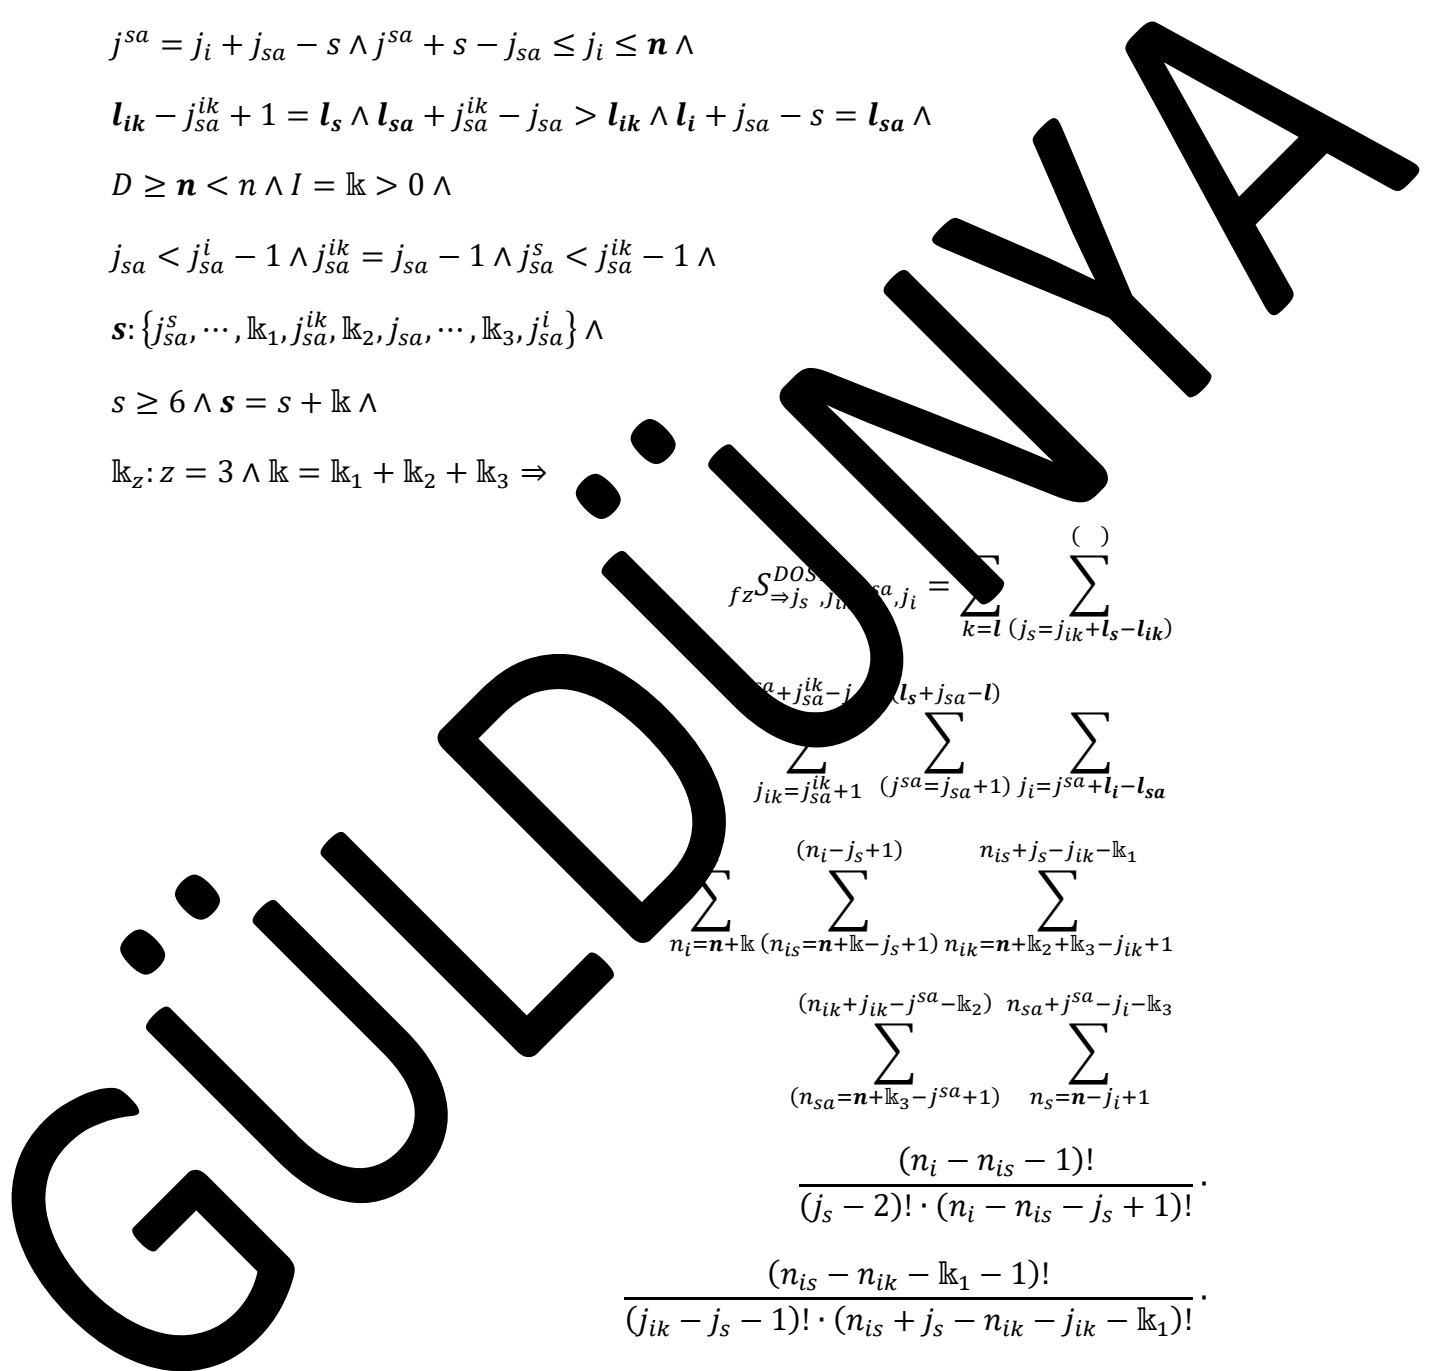 j^{sa} = j_i + j_{sa} − s ∧ j^{sa} + s − j_{sa} ≤ j_i ≤ n ∧
l_{ik} − j_{sa}^{ik} + 1 = l_s ∧ l_{sa} + j_{sa}^{ik} − j_{sa} > l_{ik} ∧ l_i + j_{sa} − s = l_{sa} ∧
D ≥ n < n ∧ I = 𝕜 > 0 ∧
j_{sa} < j_{sa}^{i} − 1 ∧ j_{sa}^{ik} = j_{sa} − 1 ∧ j_{sa}^{s} < j_{sa}^{ik} − 1 ∧
s: {j_{sa}^{s}, ⋯ , 𝕜_1, j_{sa}^{ik}, 𝕜_2, j_{sa}, ⋯ , 𝕜_3, j_{sa}^{i}} ∧
s ≥ 6 ∧ s = s + 𝕜 ∧
𝕜_z: z = 3 ∧ 𝕜 = 𝕜_1 + 𝕜_2 + 𝕜_3 ⇒
( )
= ∑ ∑
k=l (j_s=j_{ik}+l_s−l_{ik})
+j_{sa}^{ik}−j (l_s+j_{sa}−l)
∑ ∑ ∑
j_{ik}=j_{sa}^{ik}+1 (j^{sa}=j_{sa}+1) j_i=j^{sa}+l_i−l_{sa}
(n_i−j_s+1) n_{is}+j_s−j_{ik}−𝕜_1
∑ ∑ ∑
n_i=n+𝕜 (n_{is}=n+𝕜−j_s+1) n_{ik}=n+𝕜_2+𝕜_3−j_{ik}+1
(n_{ik}+j_{ik}−j^{sa}−𝕜_2) n_{sa}+j^{sa}−j_i−𝕜_3
∑ ∑
(n_{sa}=n+𝕜_3−j^{sa}+1) n_s=n−j_i+1
(n_i − n_{is} − 1)!
(j_s − 2)! · (n_i − n_{is} − j_s + 1)! ·
(n_{is} − n_{ik} − 𝕜_1 − 1)!
(j_{ik} − j_s − 1)! · (n_{is} + j_s − n_{ik} − j_{ik} − 𝕜_1)! ·
GÜLDÜNYA